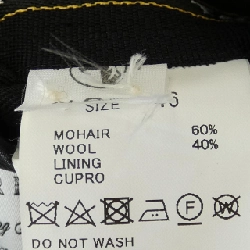 SIZE
MOHAIR 60%
WOOL 40%
LINING
CUPRO
DO NOT WASH